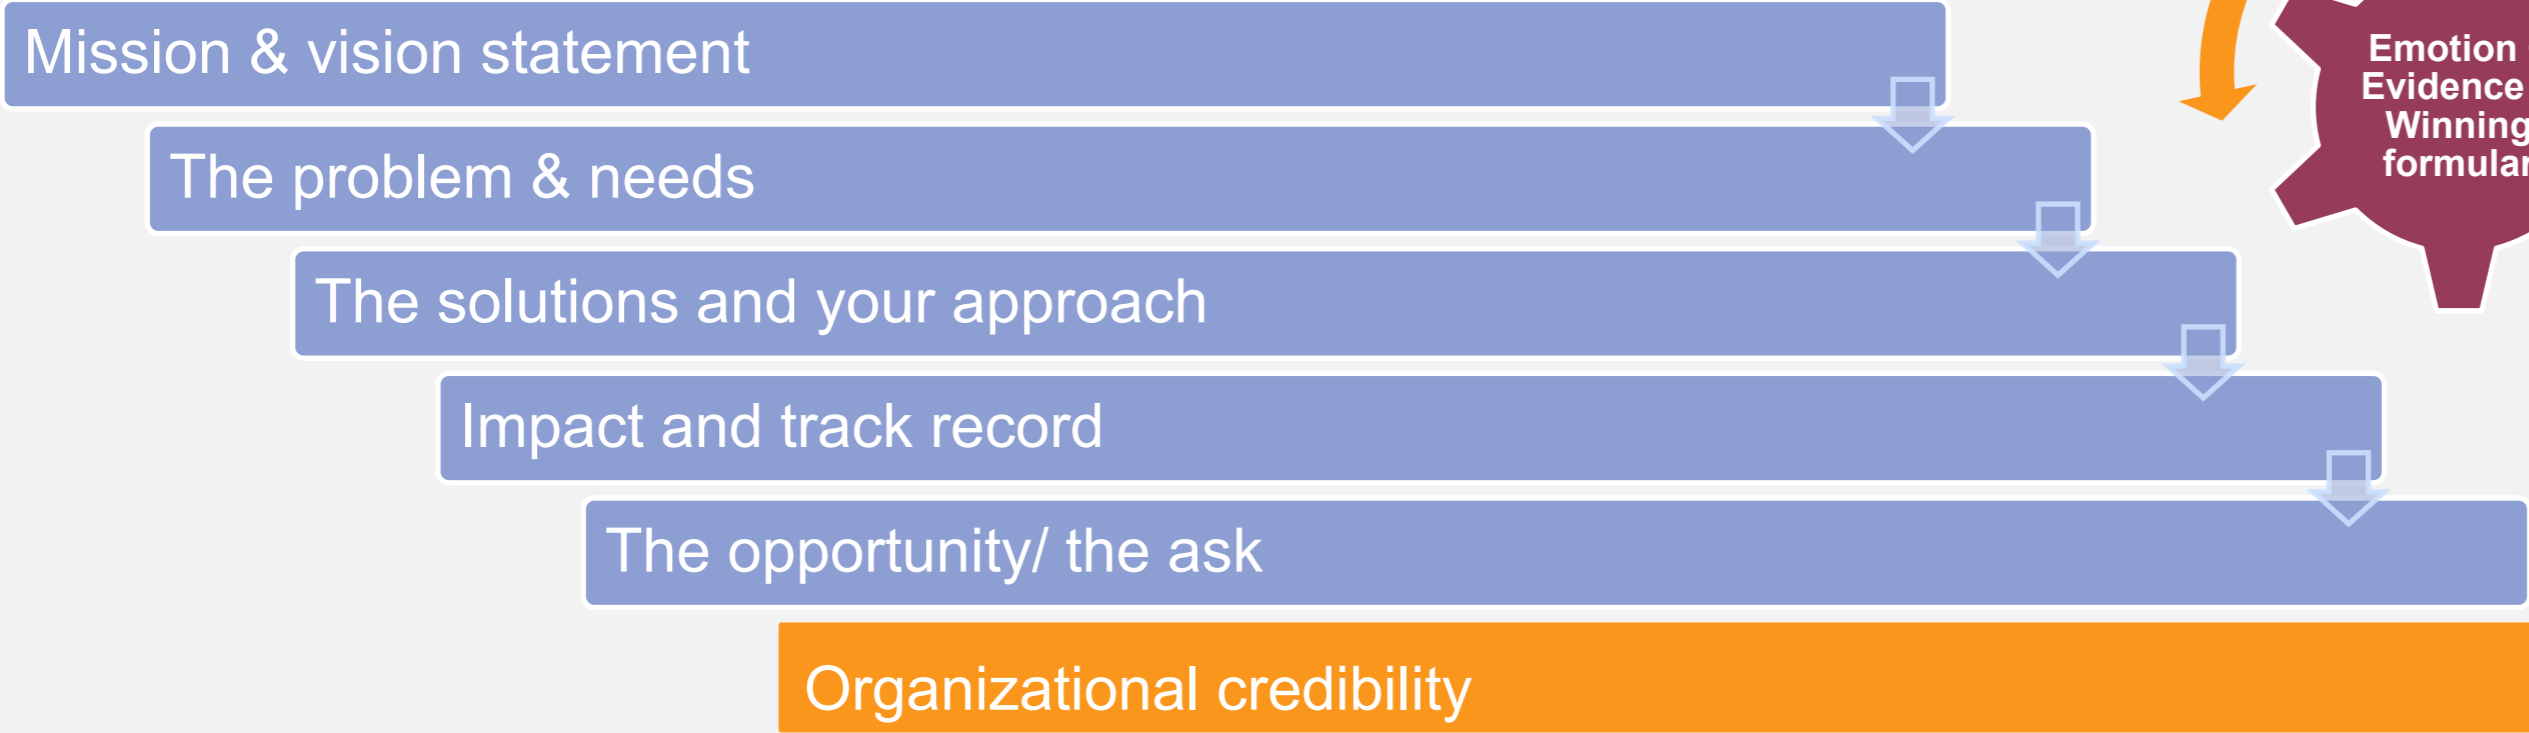 Mission & vision statement
The problem & needs
The solutions and your approach
Impact and track record
The opportunity/ the ask
Organizational credibility
Emotion
Evidence
Winning
formular